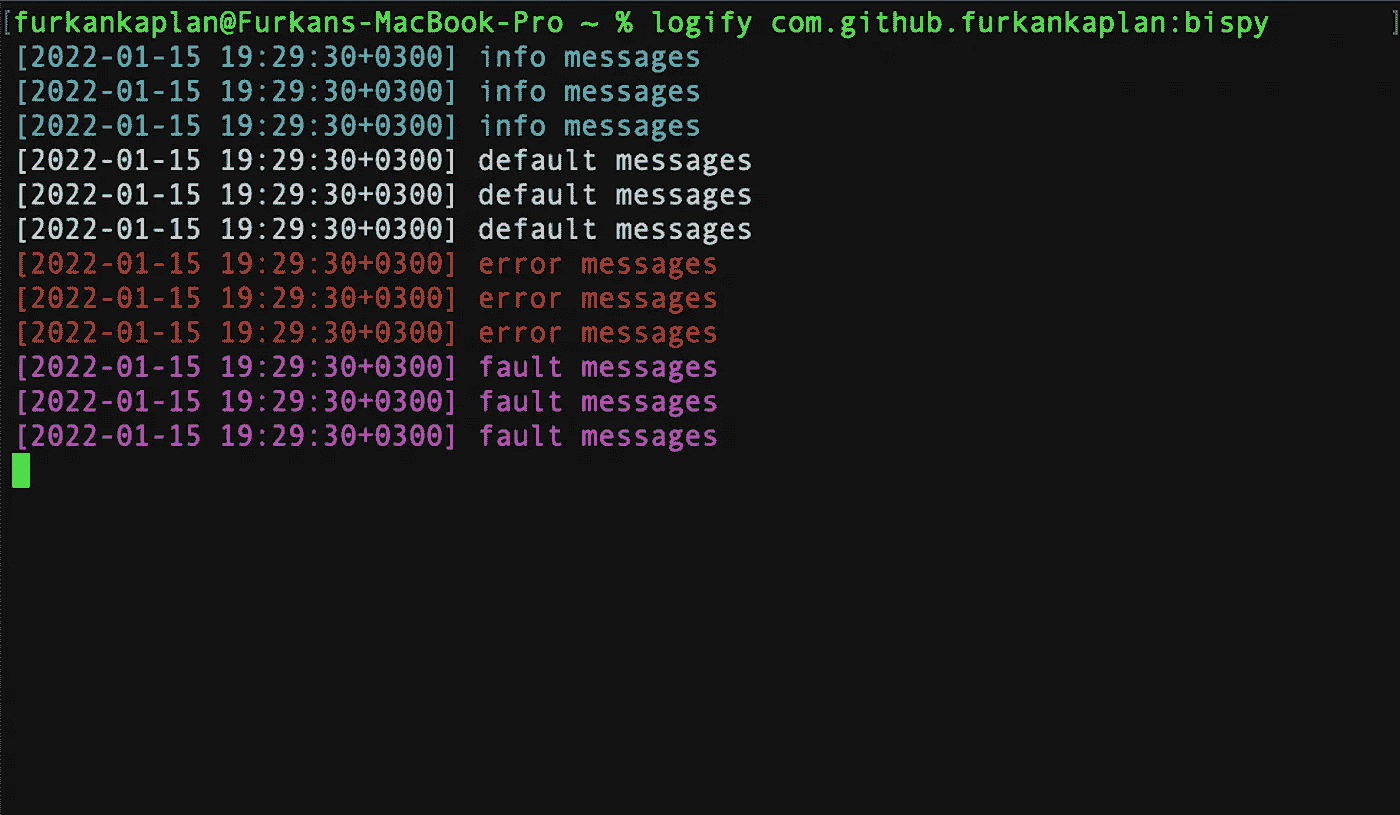 [furkankaplan@Furkans-MacBook-Pro ~ % logify com.github.furkankaplan:bispy ]
[2022-01-15 19:29:30+0300] info messages
[2022-01-15 19:29:30+0300] info messages
[2022-01-15 19:29:30+0300] info messages
[2022-01-15 19:29:30+0300] default messages
[2022-01-15 19:29:30+0300] default messages
[2022-01-15 19:29:30+0300] default messages
[2022-01-15 19:29:30+0300] error messages
[2022-01-15 19:29:30+0300] error messages
[2022-01-15 19:29:30+0300] error messages
[2022-01-15 19:29:30+0300] fault messages
[2022-01-15 19:29:30+0300] fault messages
[2022-01-15 19:29:30+0300] fault messages